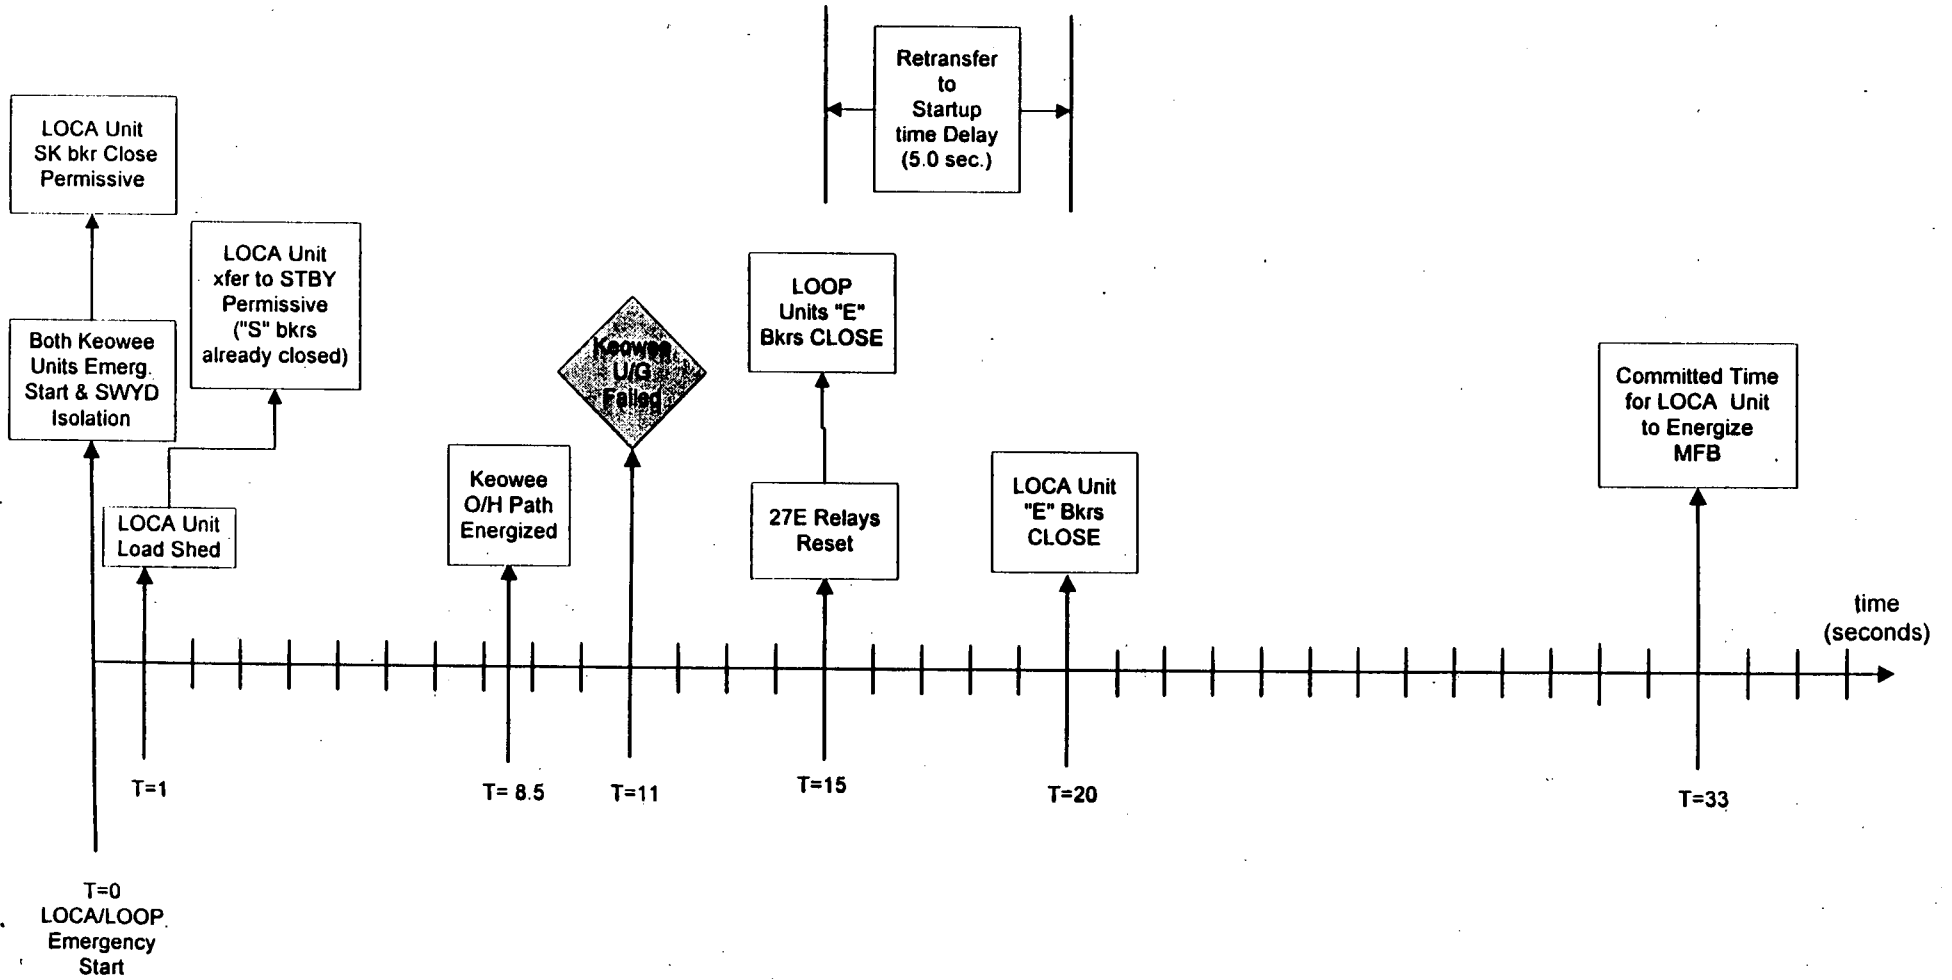 Retransfer
to
Startup
time Delay
(5.0 sec.)
LOCA Unit
SK bkr Close
Permissive
LOCA Unit
xfer to STBY
Permissive
("S" bkrs
already closed)
Both Keowee
Units Emerg.
Start & SWYD
Isolation
LOCA Unit
Load Shed
Keowee
O/H Path
Energized
Keowee
U/G
Failed
LOOP
Units "E"
Bkrs CLOSE
27E Relays
Reset
LOCA Unit
"E" Bkrs
CLOSE
Committed Time
for LOCA Unit
to Energize
MFB
time
(seconds)
T=1
T= 8.5
T=11
T=15
T=20
T=33
T=0
LOCA/LOOP
Emergency
Start